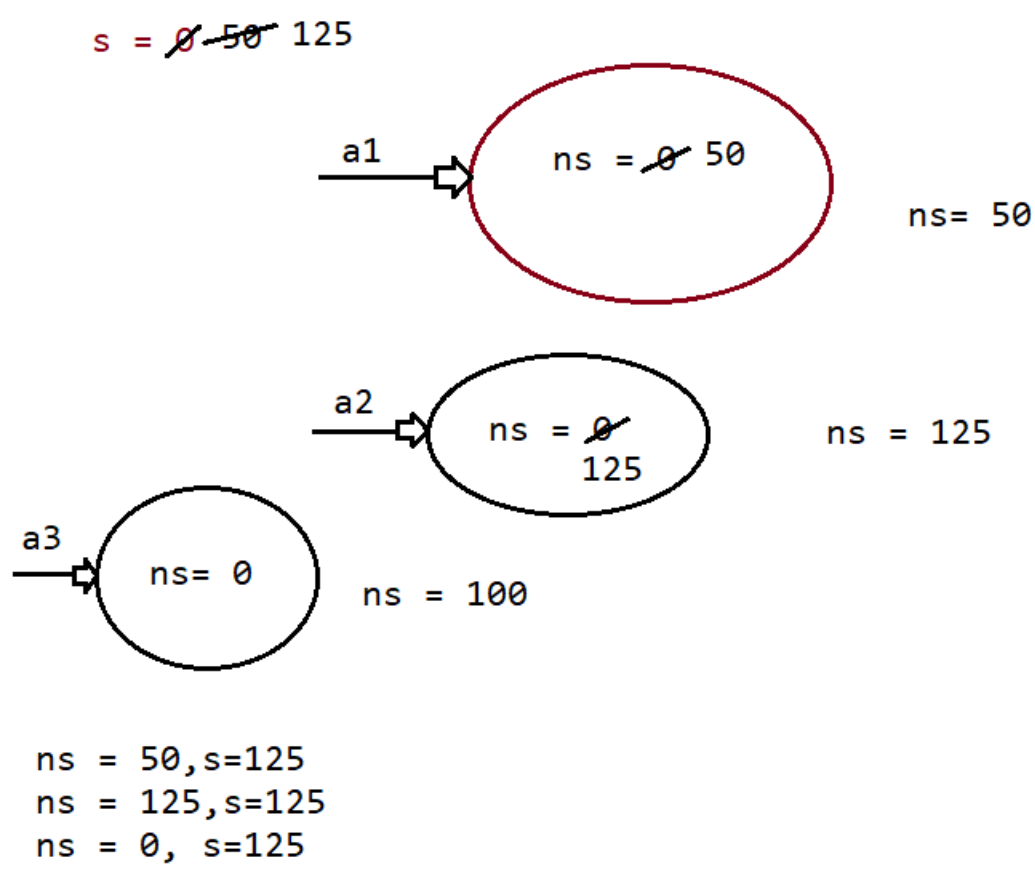 s = 0 50 125
a1
ns = 0 50
ns= 50
a2
ns = 0
125
ns = 125
a3
ns= 0
ns = 100
ns = 50,s=125
ns = 125,s=125
ns = 0, s=125